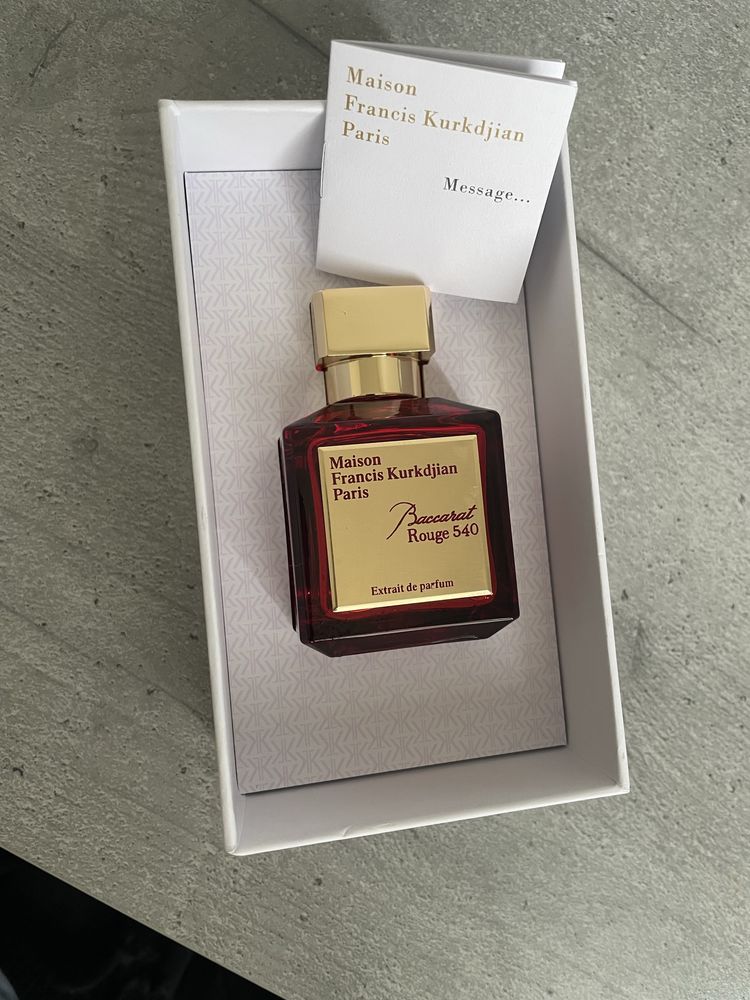 Maison
Francis Kurkdjian
Paris
Message...
Maison
Francis Kurkdjian
Paris
Baccarat
Rouge 540
Extrait de parfum